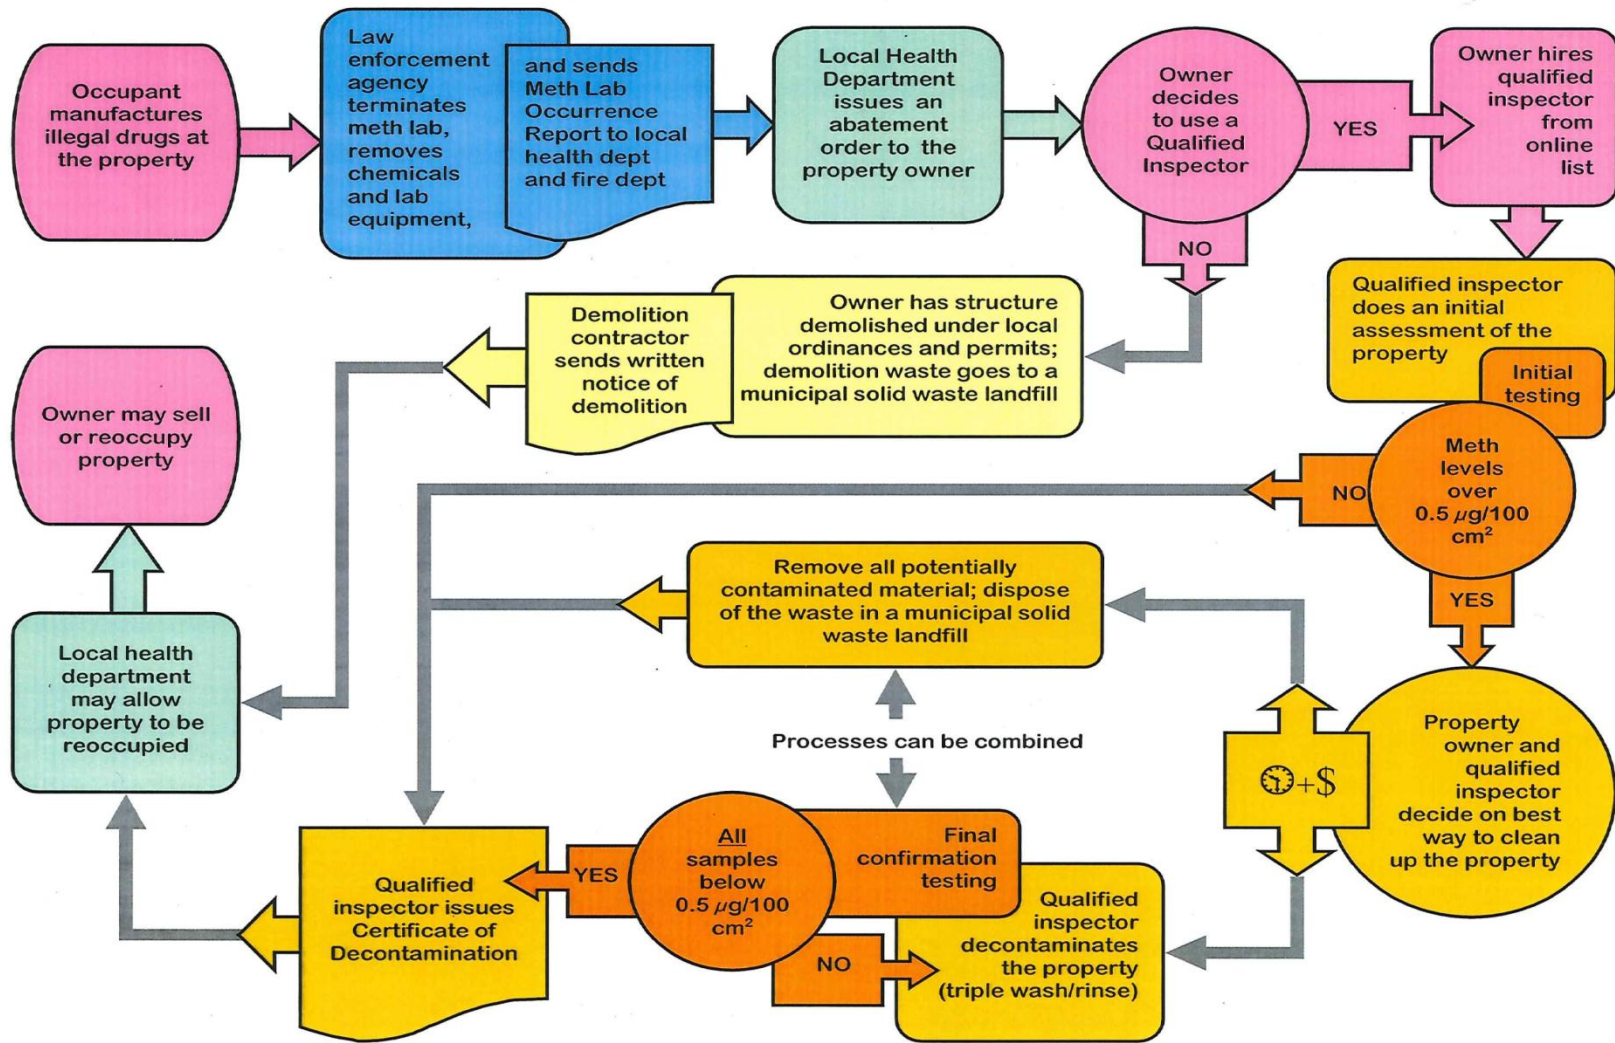 Occupant
manufactures
illegal drugs at
the property
Law
enforcement
agency
terminates
meth lab,
removes
chemicals
and lab
equipment,
and sends
Meth Lab
Occurrence
Report to local
health dept
and fire dept
Local Health
Department
issues an
abatement
order to the
property owner
Owner
decides
to use a
Qualified
Inspector
YES
Owner hires
qualified
inspector
from
online
list
NO
Qualified inspector
does an initial
assessment of the
property
Initial
testing
Owner has structure
demolished under local
ordinances and permits;
demolition waste goes to a
municipal solid waste landfill
Demolition
contractor
sends written
notice of
demolition
Owner may sell
or reoccupy
property
Meth
levels
over
0.5 µg/100
cm²
NO
YES
Remove all potentially
contaminated material; dispose
of the waste in a municipal solid
waste landfill
Local health
department
may allow
property to be
reoccupied
Processes can be combined
+$
Property
owner and
qualified
inspector
decide on best
way to clean
up the property
Final
confirmation
testing
All
samples
below
0.5 µg/100
cm²
YES
NO
Qualified
inspector
decontaminates
the property
(triple wash/rinse)
Qualified
inspector issues
Certificate of
Decontamination